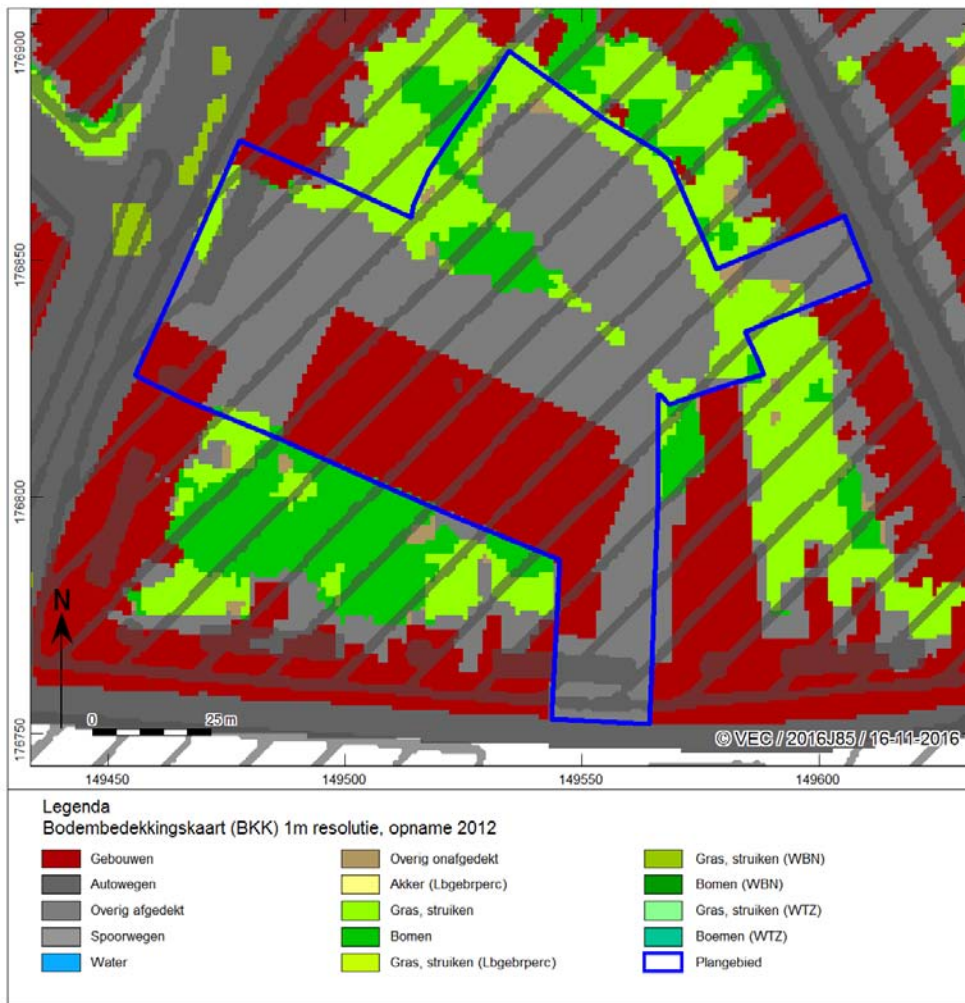 176900
176850
176800
176750
N
0 25 m
© VEC / 2016J85 / 16-11-2016
149450 149500 149550 149600
Legenda
Bodembedekkingskaart (BKK) 1m resolutie, opname 2012
Gebouwen
Autowegen
Overig afgedekt
Spoorwegen
Water
Overig onafgedekt
Akker (Lbgebrperc)
Gras, struiken
Bomen
Gras, struiken (Lbgebrperc)
Gras, struiken (WBN)
Bomen (WBN)
Gras, struiken (WTZ)
Boemen (WTZ)
Plangebied